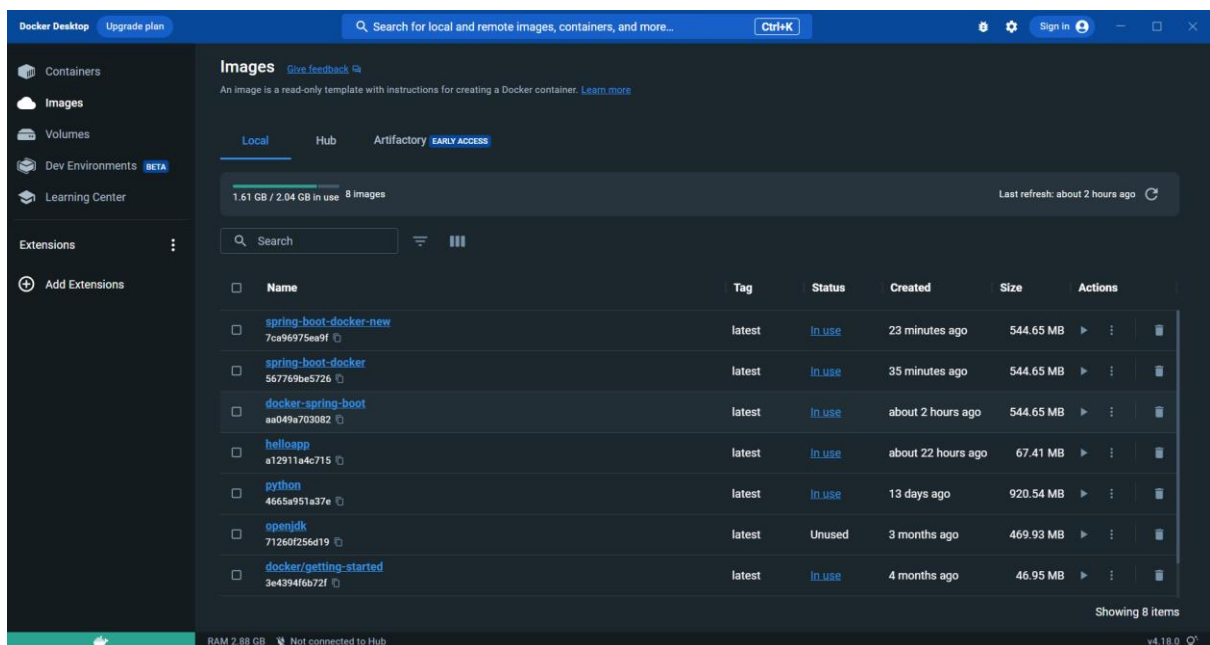 Docker Desktop Upgrade plan Search for local and remote images, containers, and more... Ctrl+K Sign in
Containers
Images
Volumes
Dev Environments BETA
Learning Center
Extensions
Add Extensions
Images Give feedback
An image is a read-only template with instructions for creating a Docker container. Learn more
Local Hub Artifactory EARLY ACCESS
1.61 GB / 2.04 GB in use 8 images Last refresh: about 2 hours ago
Search
Name Tag Status Created Size Actions
spring-boot-docker-new
7ca96975ea9f latest In use 23 minutes ago 544.65 MB
spring-boot-docker
567769be5726 latest In use 35 minutes ago 544.65 MB
docker-spring-boot
aa049a703082 latest In use about 2 hours ago 544.65 MB
helloapp
a12911a4c715 latest In use about 22 hours ago 67.41 MB
python
4665a951a37e latest In use 13 days ago 920.54 MB
openjdk
71260f256d19 latest Unused 3 months ago 469.93 MB
docker/getting-started
3e4394f6b72f latest In use 4 months ago 46.95 MB
Showing 8 items
RAM 2.88 GB Not connected to Hub v4.18.0